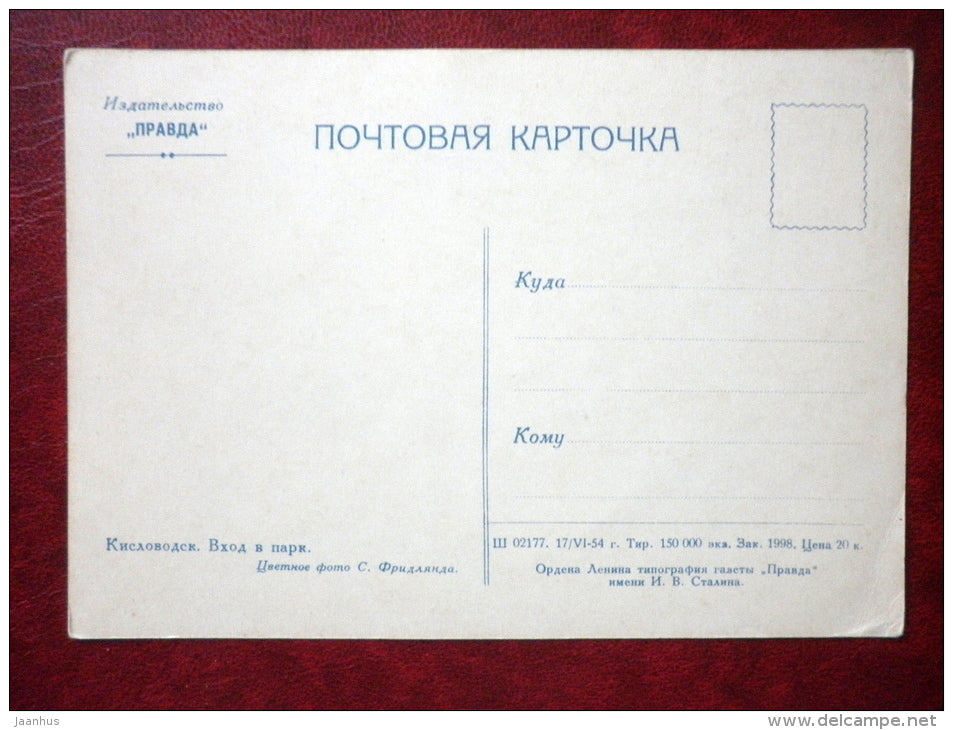 Издательство
„ПРАВДА“
ПОЧТОВАЯ КАРТОЧКА
Куда
Кому
Кисловодск. Вход в парк.
Цветное фото С. Фридлянда.
Ш 02177. 17/VI-54 г. Тир. 150 000 экз. Зак. 1998. Цена 20 к.
Ордена Ленина типография газеты „Правда“
имени И. В. Сталина.
jaanhus
delcampe.net